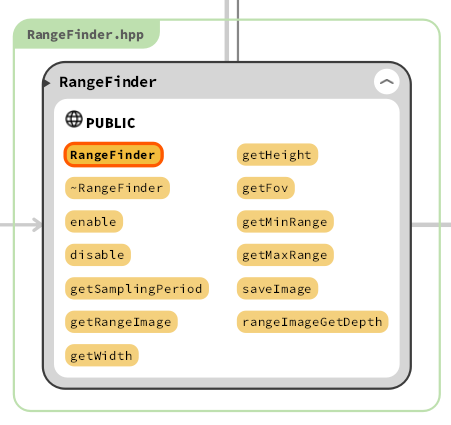 RangeFinder.hpp
RangeFinder
PUBLIC
RangeFinder
~RangeFinder
enable
disable
getSamplingPeriod
getRangeImage
getWidth
getHeight
getFov
getMinRange
getMaxRange
saveImage
rangeImageGetDepth